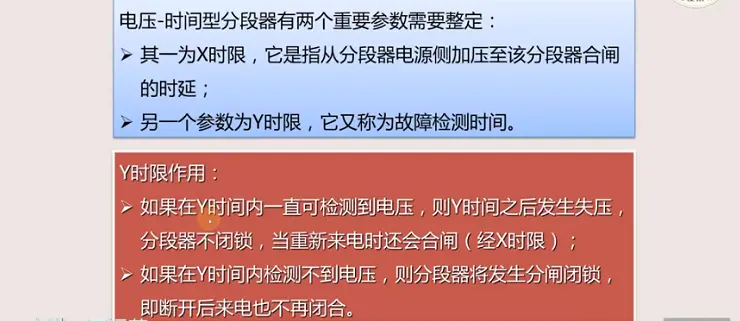 电压-时间型分段器有两个重要参数需要整定：
➢ 其一为X时限，它是指从分段器电源侧加压至该分段器合闸
的时延；
➢ 另一个参数为Y时限，它又称为故障检测时间。
Y时限作用：
➢ 如果在Y时间内一直可检测到电压，则Y时间之后发生失压，
分段器不闭锁，当重新来电时还会合闸（经X时限）；
➢ 如果在Y时间内检测不到电压，则分段器将发生分闸闭锁，
即断开后来电也不再闭合。